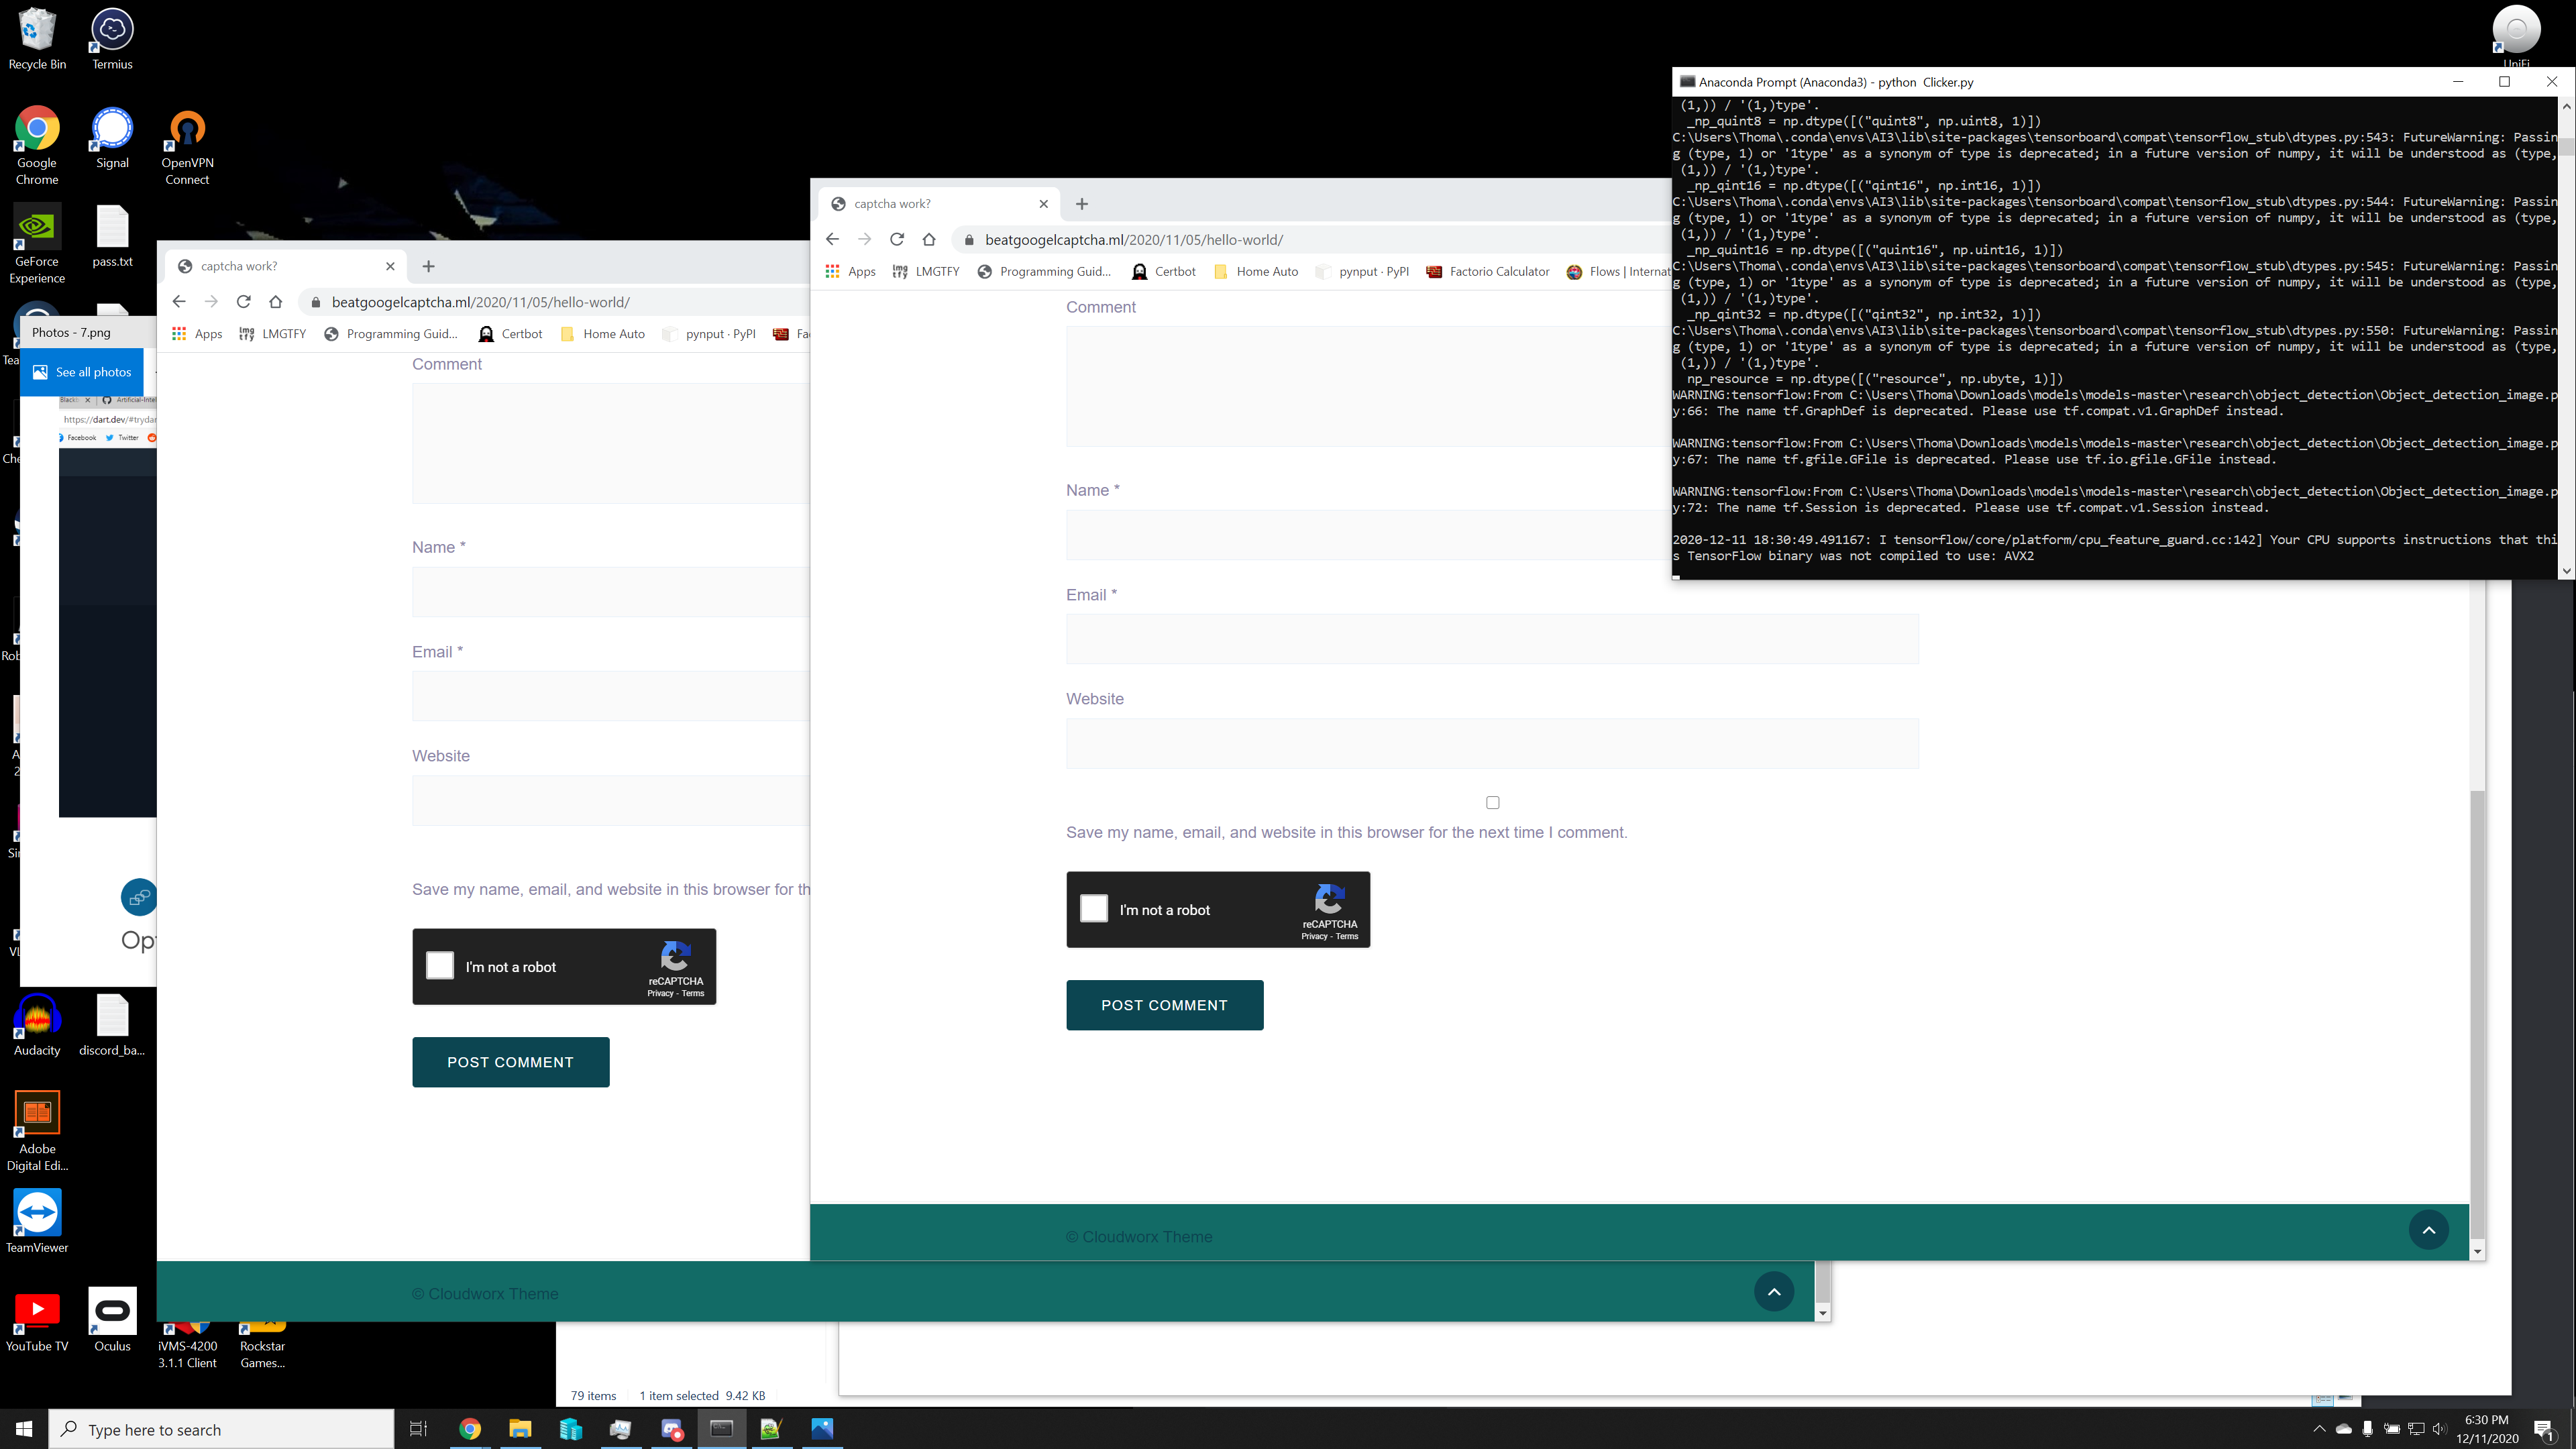 Recycle Bin
Termius
UniFi
Google
Chrome
Signal
OpenVPN
Connect
GeForce
Experience
pass.txt
Photos - 7.png
See all photos
Artificial-Intel
https://dart.dev/#trydar
Facebook
Twitter
Audacity
discord_ba...
Adobe
Digital Edi...
TeamViewer
YouTube TV
Oculus
iVMS-4200
3.1.1 Client
Rockstar
Games...
captcha work?
beatgoogelcaptcha.ml/2020/11/05/hello-world/
Apps
LMGTFY
Programming Guid...
Certbot
Home Auto
pynput · PyPI
Comment
Name *
Email *
Website
Save my name, email, and website in this browser for th
I'm not a robot
reCAPTCHA
Privacy - Terms
POST COMMENT
© Cloudworx Theme
captcha work?
beatgoogelcaptcha.ml/2020/11/05/hello-world/
Apps
LMGTFY
Programming Guid...
Certbot
Home Auto
pynput · PyPI
Factorio Calculator
Flows | Internat
Comment
Name *
Email *
Website
Save my name, email, and website in this browser for the next time I comment.
I'm not a robot
reCAPTCHA
Privacy - Terms
POST COMMENT
© Cloudworx Theme
Anaconda Prompt (Anaconda3) - python  Clicker.py
(1,)) / '(1,)type'.
_np_quint8 = np.dtype([("quint8", np.uint8, 1)])
C:\Users\Thoma\.conda\envs\AI3\lib\site-packages\tensorboard\compat\tensorflow_stub\dtypes.py:543: FutureWarning: Passin
g (type, 1) or '1type' as a synonym of type is deprecated; in a future version of numpy, it will be understood as (type,
(1,)) / '(1,)type'.
_np_qint16 = np.dtype([("qint16", np.int16, 1)])
C:\Users\Thoma\.conda\envs\AI3\lib\site-packages\tensorboard\compat\tensorflow_stub\dtypes.py:544: FutureWarning: Passin
g (type, 1) or '1type' as a synonym of type is deprecated; in a future version of numpy, it will be understood as (type,
(1,)) / '(1,)type'.
_np_quint16 = np.dtype([("quint16", np.uint16, 1)])
C:\Users\Thoma\.conda\envs\AI3\lib\site-packages\tensorboard\compat\tensorflow_stub\dtypes.py:545: FutureWarning: Passin
g (type, 1) or '1type' as a synonym of type is deprecated; in a future version of numpy, it will be understood as (type,
(1,)) / '(1,)type'.
_np_qint32 = np.dtype([("qint32", np.int32, 1)])
C:\Users\Thoma\.conda\envs\AI3\lib\site-packages\tensorboard\compat\tensorflow_stub\dtypes.py:550: FutureWarning: Passin
g (type, 1) or '1type' as a synonym of type is deprecated; in a future version of numpy, it will be understood as (type,
(1,)) / '(1,)type'.
np_resource = np.dtype([("resource", np.ubyte, 1)])
WARNING:tensorflow:From C:\Users\Thoma\Downloads\models\models-master\research\object_detection\Object_detection_image.p
y:66: The name tf.GraphDef is deprecated. Please use tf.compat.v1.GraphDef instead.
WARNING:tensorflow:From C:\Users\Thoma\Downloads\models\models-master\research\object_detection\Object_detection_image.p
y:67: The name tf.gfile.GFile is deprecated. Please use tf.io.gfile.GFile instead.
WARNING:tensorflow:From C:\Users\Thoma\Downloads\models\models-master\research\object_detection\Object_detection_image.p
y:72: The name tf.Session is deprecated. Please use tf.compat.v1.Session instead.
2020-12-11 18:30:49.491167: I tensorflow/core/platform/cpu_feature_guard.cc:142] Your CPU supports instructions that thi
s TensorFlow binary was not compiled to use: AVX2
79 items
1 item selected  9.42 KB
Type here to search
6:30 PM
12/11/2020
1